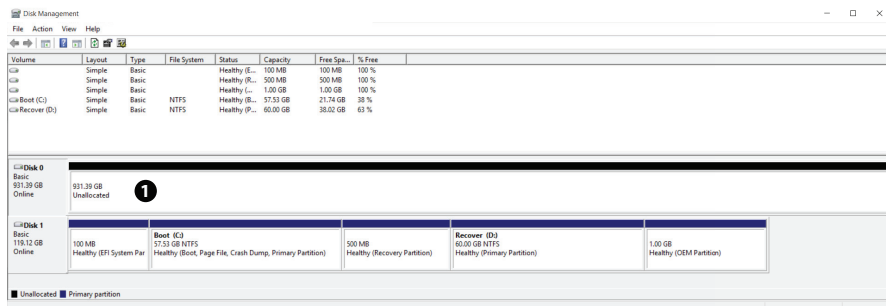 Disk Management
File Action View Help
Volume Layout Type File System Status Capacity Free Spa... % Free
Simple Basic Healthy (E... 100 MB 100 MB 100 %
Simple Basic Healthy (R... 500 MB 500 MB 100 %
Simple Basic Healthy (... 1.00 GB 1.00 GB 100 %
Boot (C:) Simple Basic NTFS Healthy (B... 57.53 GB 21.74 GB 38 %
Recover (D:) Simple Basic NTFS Healthy (P... 60.00 GB 38.02 GB 63 %
Disk 0
Basic
931.39 GB
Online
931.39 GB
Unallocated
1
Disk 1
Basic
119.12 GB
Online
100 MB
Healthy (EFI System Par
Boot (C:)
57.53 GB NTFS
Healthy (Boot, Page File, Crash Dump, Primary Partition)
500 MB
Healthy (Recovery Partition)
Recover (D:)
60.00 GB NTFS
Healthy (Primary Partition)
1.00 GB
Healthy (OEM Partition)
Unallocated Primary partition